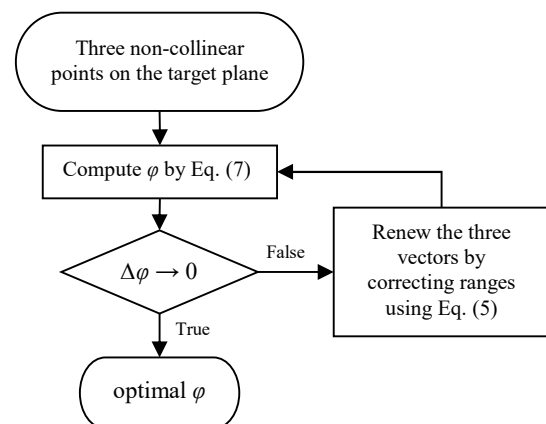 Three non-collinear
points on the target plane
Compute φ by Eq. (7)
Δφ → 0
False
Renew the three
vectors by
correcting ranges
using Eq. (5)
True
optimal φ